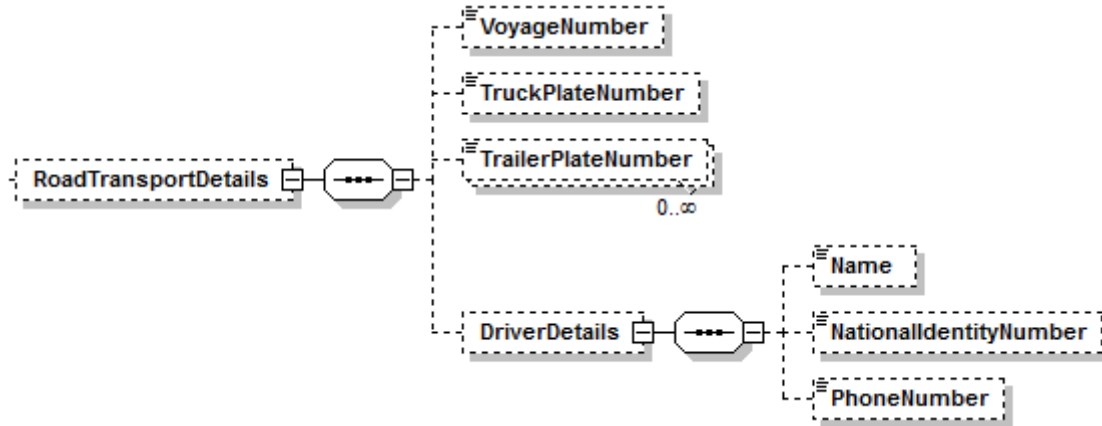 VoyageNumber
TruckPlateNumber
TrailerPlateNumber
0..∞
RoadTransportDetails
DriverDetails
Name
NationalIdentityNumber
PhoneNumber